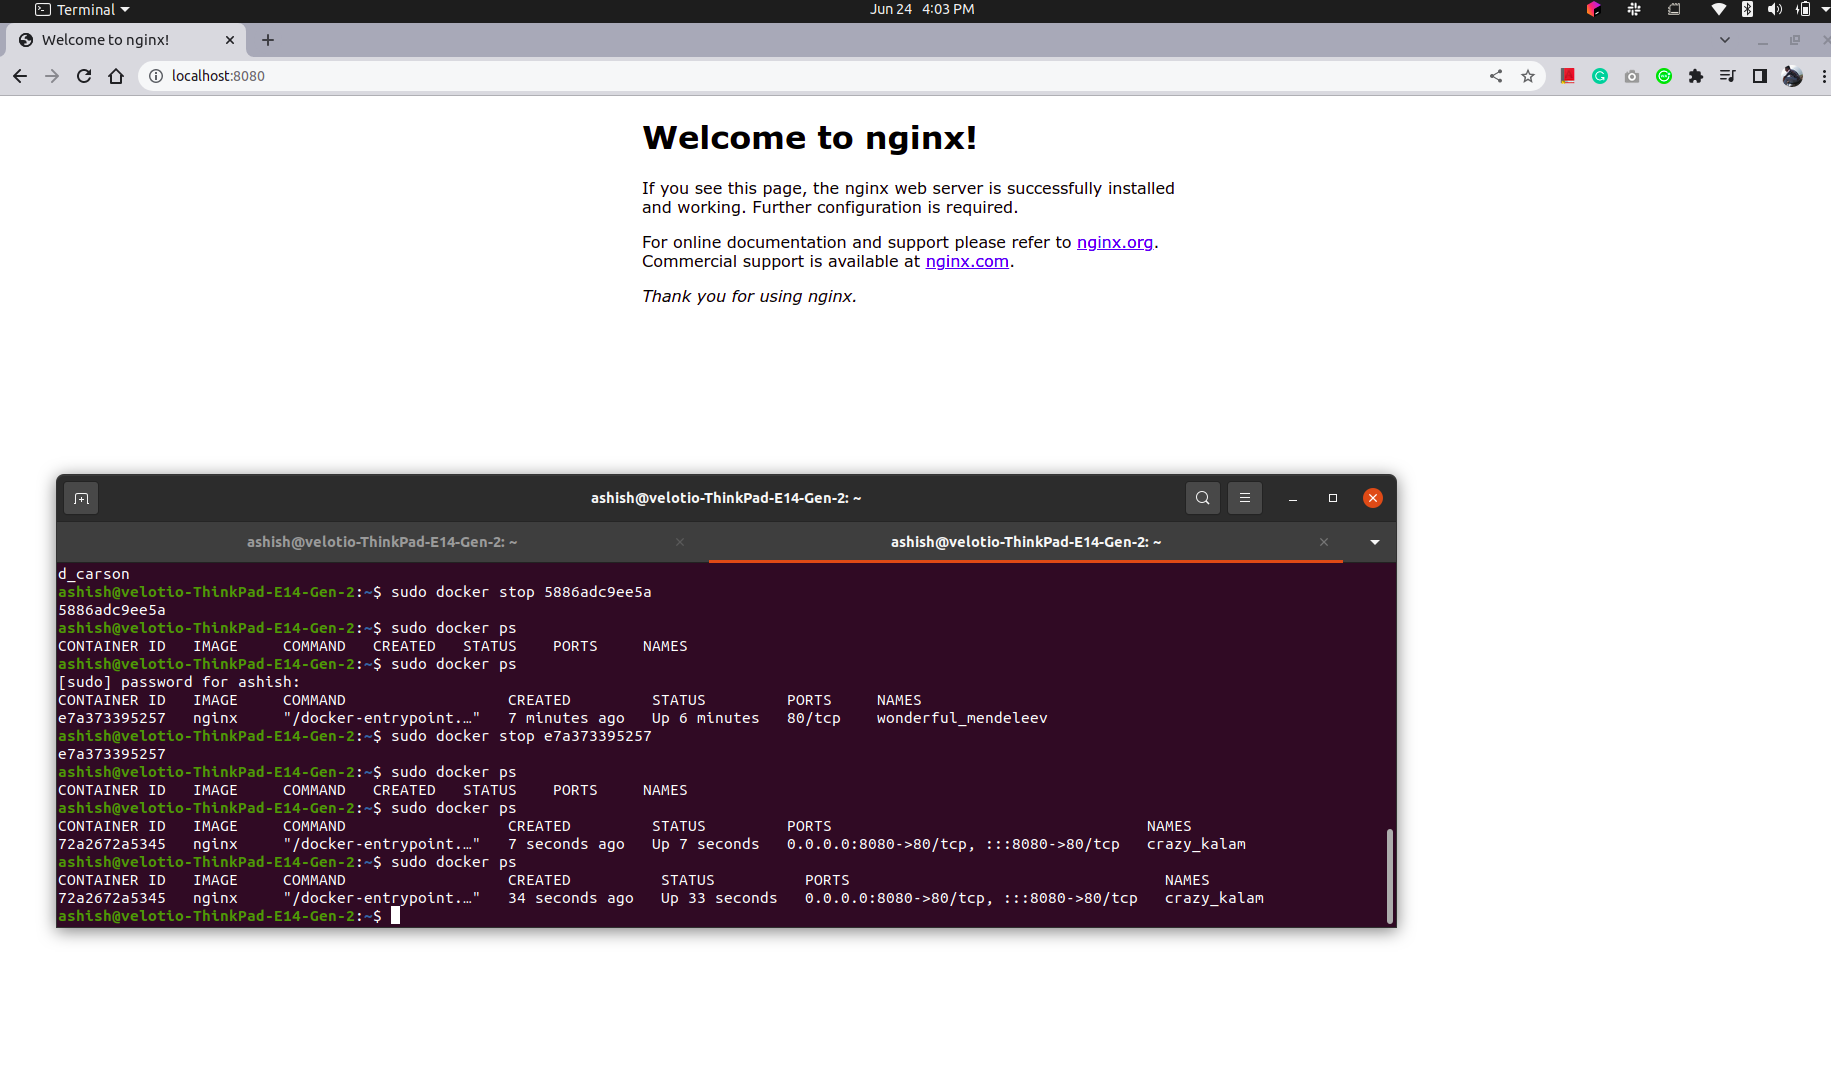 Terminal
Jun 24 4:03 PM
Welcome to nginx!
localhost:8080
Welcome to nginx!
If you see this page, the nginx web server is successfully installed
and working. Further configuration is required.
For online documentation and support please refer to nginx.org.
Commercial support is available at nginx.com.
Thank you for using nginx.
ashish@velotio-ThinkPad-E14-Gen-2: ~
ashish@velotio-ThinkPad-E14-Gen-2: ~ ashish@velotio-ThinkPad-E14-Gen-2: ~
d_carson
ashish@velotio-ThinkPad-E14-Gen-2:~$ sudo docker stop 5886adc9ee5a
5886adc9ee5a
ashish@velotio-ThinkPad-E14-Gen-2:~$ sudo docker ps
CONTAINER ID IMAGE COMMAND CREATED STATUS PORTS NAMES
ashish@velotio-ThinkPad-E14-Gen-2:~$ sudo docker ps
[sudo] password for ashish:
CONTAINER ID IMAGE COMMAND CREATED STATUS PORTS NAMES
e7a373395257 nginx "/docker-entrypoint.…" 7 minutes ago Up 6 minutes 80/tcp wonderful_mendeleev
ashish@velotio-ThinkPad-E14-Gen-2:~$ sudo docker stop e7a373395257
e7a373395257
ashish@velotio-ThinkPad-E14-Gen-2:~$ sudo docker ps
CONTAINER ID IMAGE COMMAND CREATED STATUS PORTS NAMES
ashish@velotio-ThinkPad-E14-Gen-2:~$ sudo docker ps
CONTAINER ID IMAGE COMMAND CREATED STATUS PORTS NAMES
72a2672a5345 nginx "/docker-entrypoint.…" 7 seconds ago Up 7 seconds 0.0.0.0:8080->80/tcp, :::8080->80/tcp crazy_kalam
ashish@velotio-ThinkPad-E14-Gen-2:~$ sudo docker ps
CONTAINER ID IMAGE COMMAND CREATED STATUS PORTS NAMES
72a2672a5345 nginx "/docker-entrypoint.…" 34 seconds ago Up 33 seconds 0.0.0.0:8080->80/tcp, :::8080->80/tcp crazy_kalam
ashish@velotio-ThinkPad-E14-Gen-2:~$